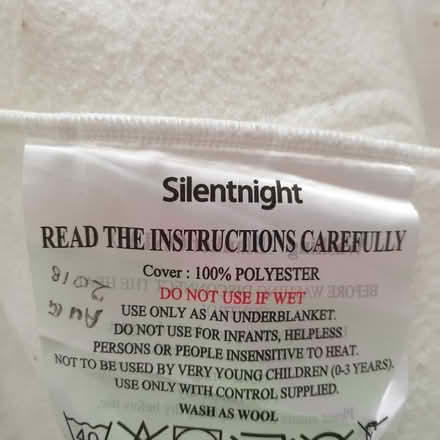 Silentnight
READ THE INSTRUCTIONS CAREFULLY
Cover : 100% POLYESTER
DO NOT USE IF WET
USE ONLY AS AN UNDERBLANKET.
DO NOT USE FOR INFANTS, HELPLESS
PERSONS OR PEOPLE INSENSITIVE TO HEAT.
NOT TO BE USED BY VERY YOUNG CHILDREN (0-3 YEARS).
USE ONLY WITH CONTROL SUPPLIED.
WASH AS WOOL
40
AUG
2018